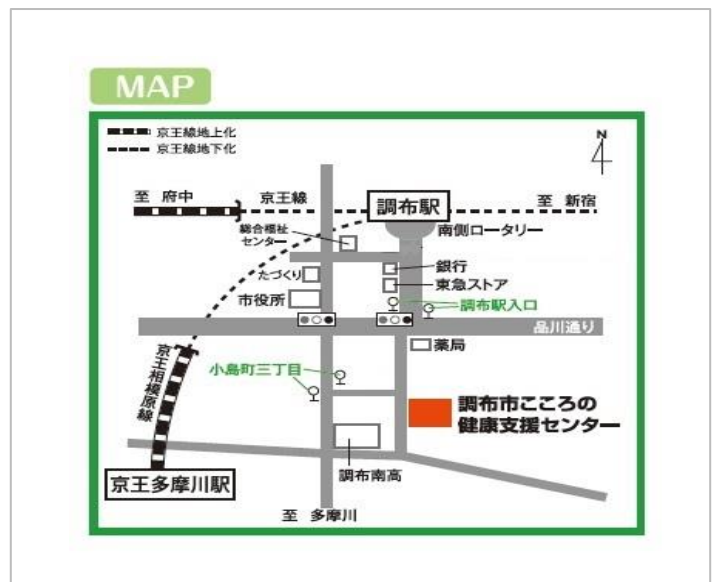 MAP
京王線地上化
京王線地下化
N
至 府中
京王線
調布駅
至 新宿
総合福祉
センター
南側ロータリー
銀行
たづくり
東急ストア
市役所
調布駅入口
品川通り
薬局
京王相模原線
小島町三丁目
調布市こころの
健康支援センター
調布南高
京王多摩川駅
至 多摩川